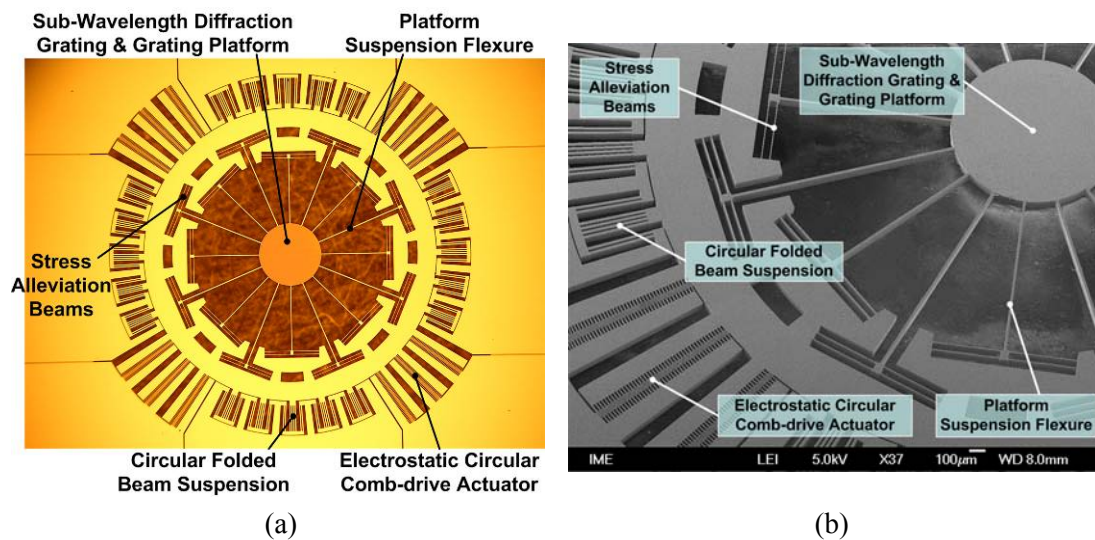 Sub-Wavelength Diffraction
Grating & Grating Platform
Platform
Suspension Flexure
Stress
Alleviation
Beams
Circular Folded
Beam Suspension
Electrostatic Circular
Comb-drive Actuator
(a)
Stress
Alleviation
Beams
Sub-Wavelength
Diffraction Grating &
Grating Platform
Circular Folded
Beam Suspension
Electrostatic Circular
Comb-drive Actuator
Platform
Suspension Flexure
IME LEI 5.0kV X37 100µm WD 8.0mm
(b)